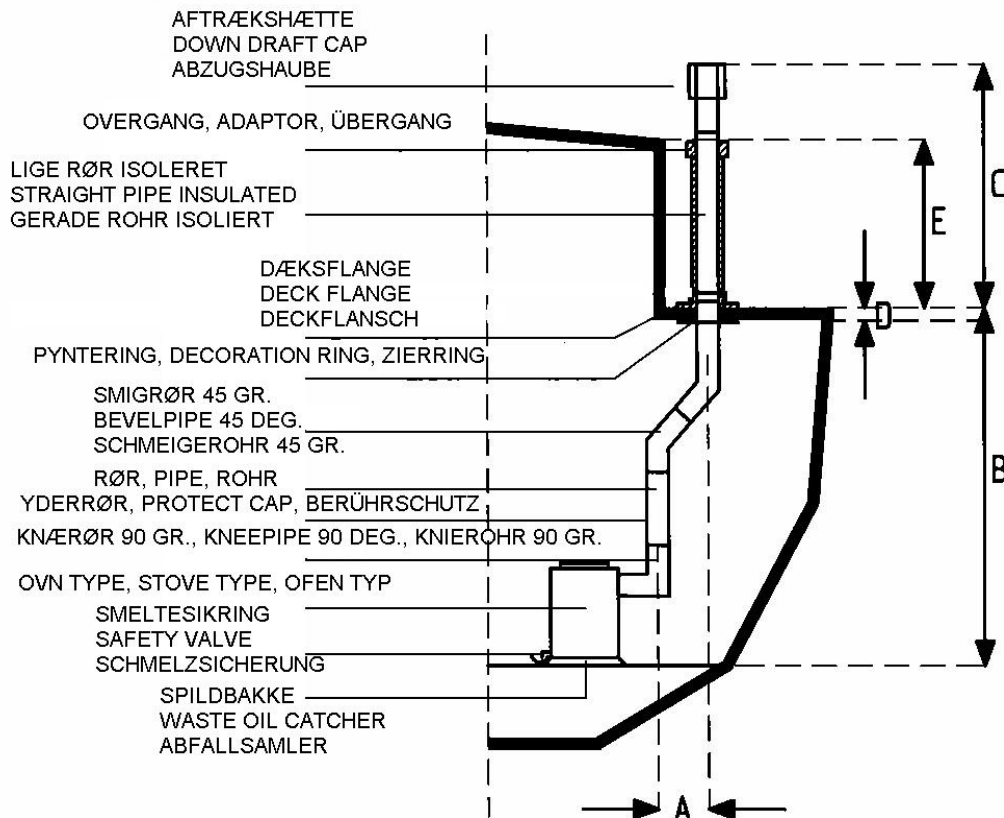 AFTRÆKSHÆTTE
DOWN DRAFT CAP
ABZUGSHAUBE
OVERGANG, ADAPTOR, ÜBERGANG
LIGE RØR ISOLERET
STRAIGHT PIPE INSULATED
GERADE ROHR ISOLIERT
DÆKSFLANGE
DECK FLANGE
DECKFLANSCH
PYNTERING, DECORATION RING, ZIERRING
SMIGRØR 45 GR.
BEVELPIPE 45 DEG.
SCHMEIGEROHR 45 GR.
RØR, PIPE, ROHR
YDERRØR, PROTECT CAP, BERÜHRSCHUTZ
KNÆRØR 90 GR., KNEEPIPE 90 DEG., KNIEROHR 90 GR.
OVN TYPE, STOVE TYPE, OFEN TYP
SMELTESIKRING
SAFETY VALVE
SCHMELZSICHERUNG
SPILDBAKKE
WASTE OIL CATCHER
ABFALLSAMLER
C
E
D
B
A